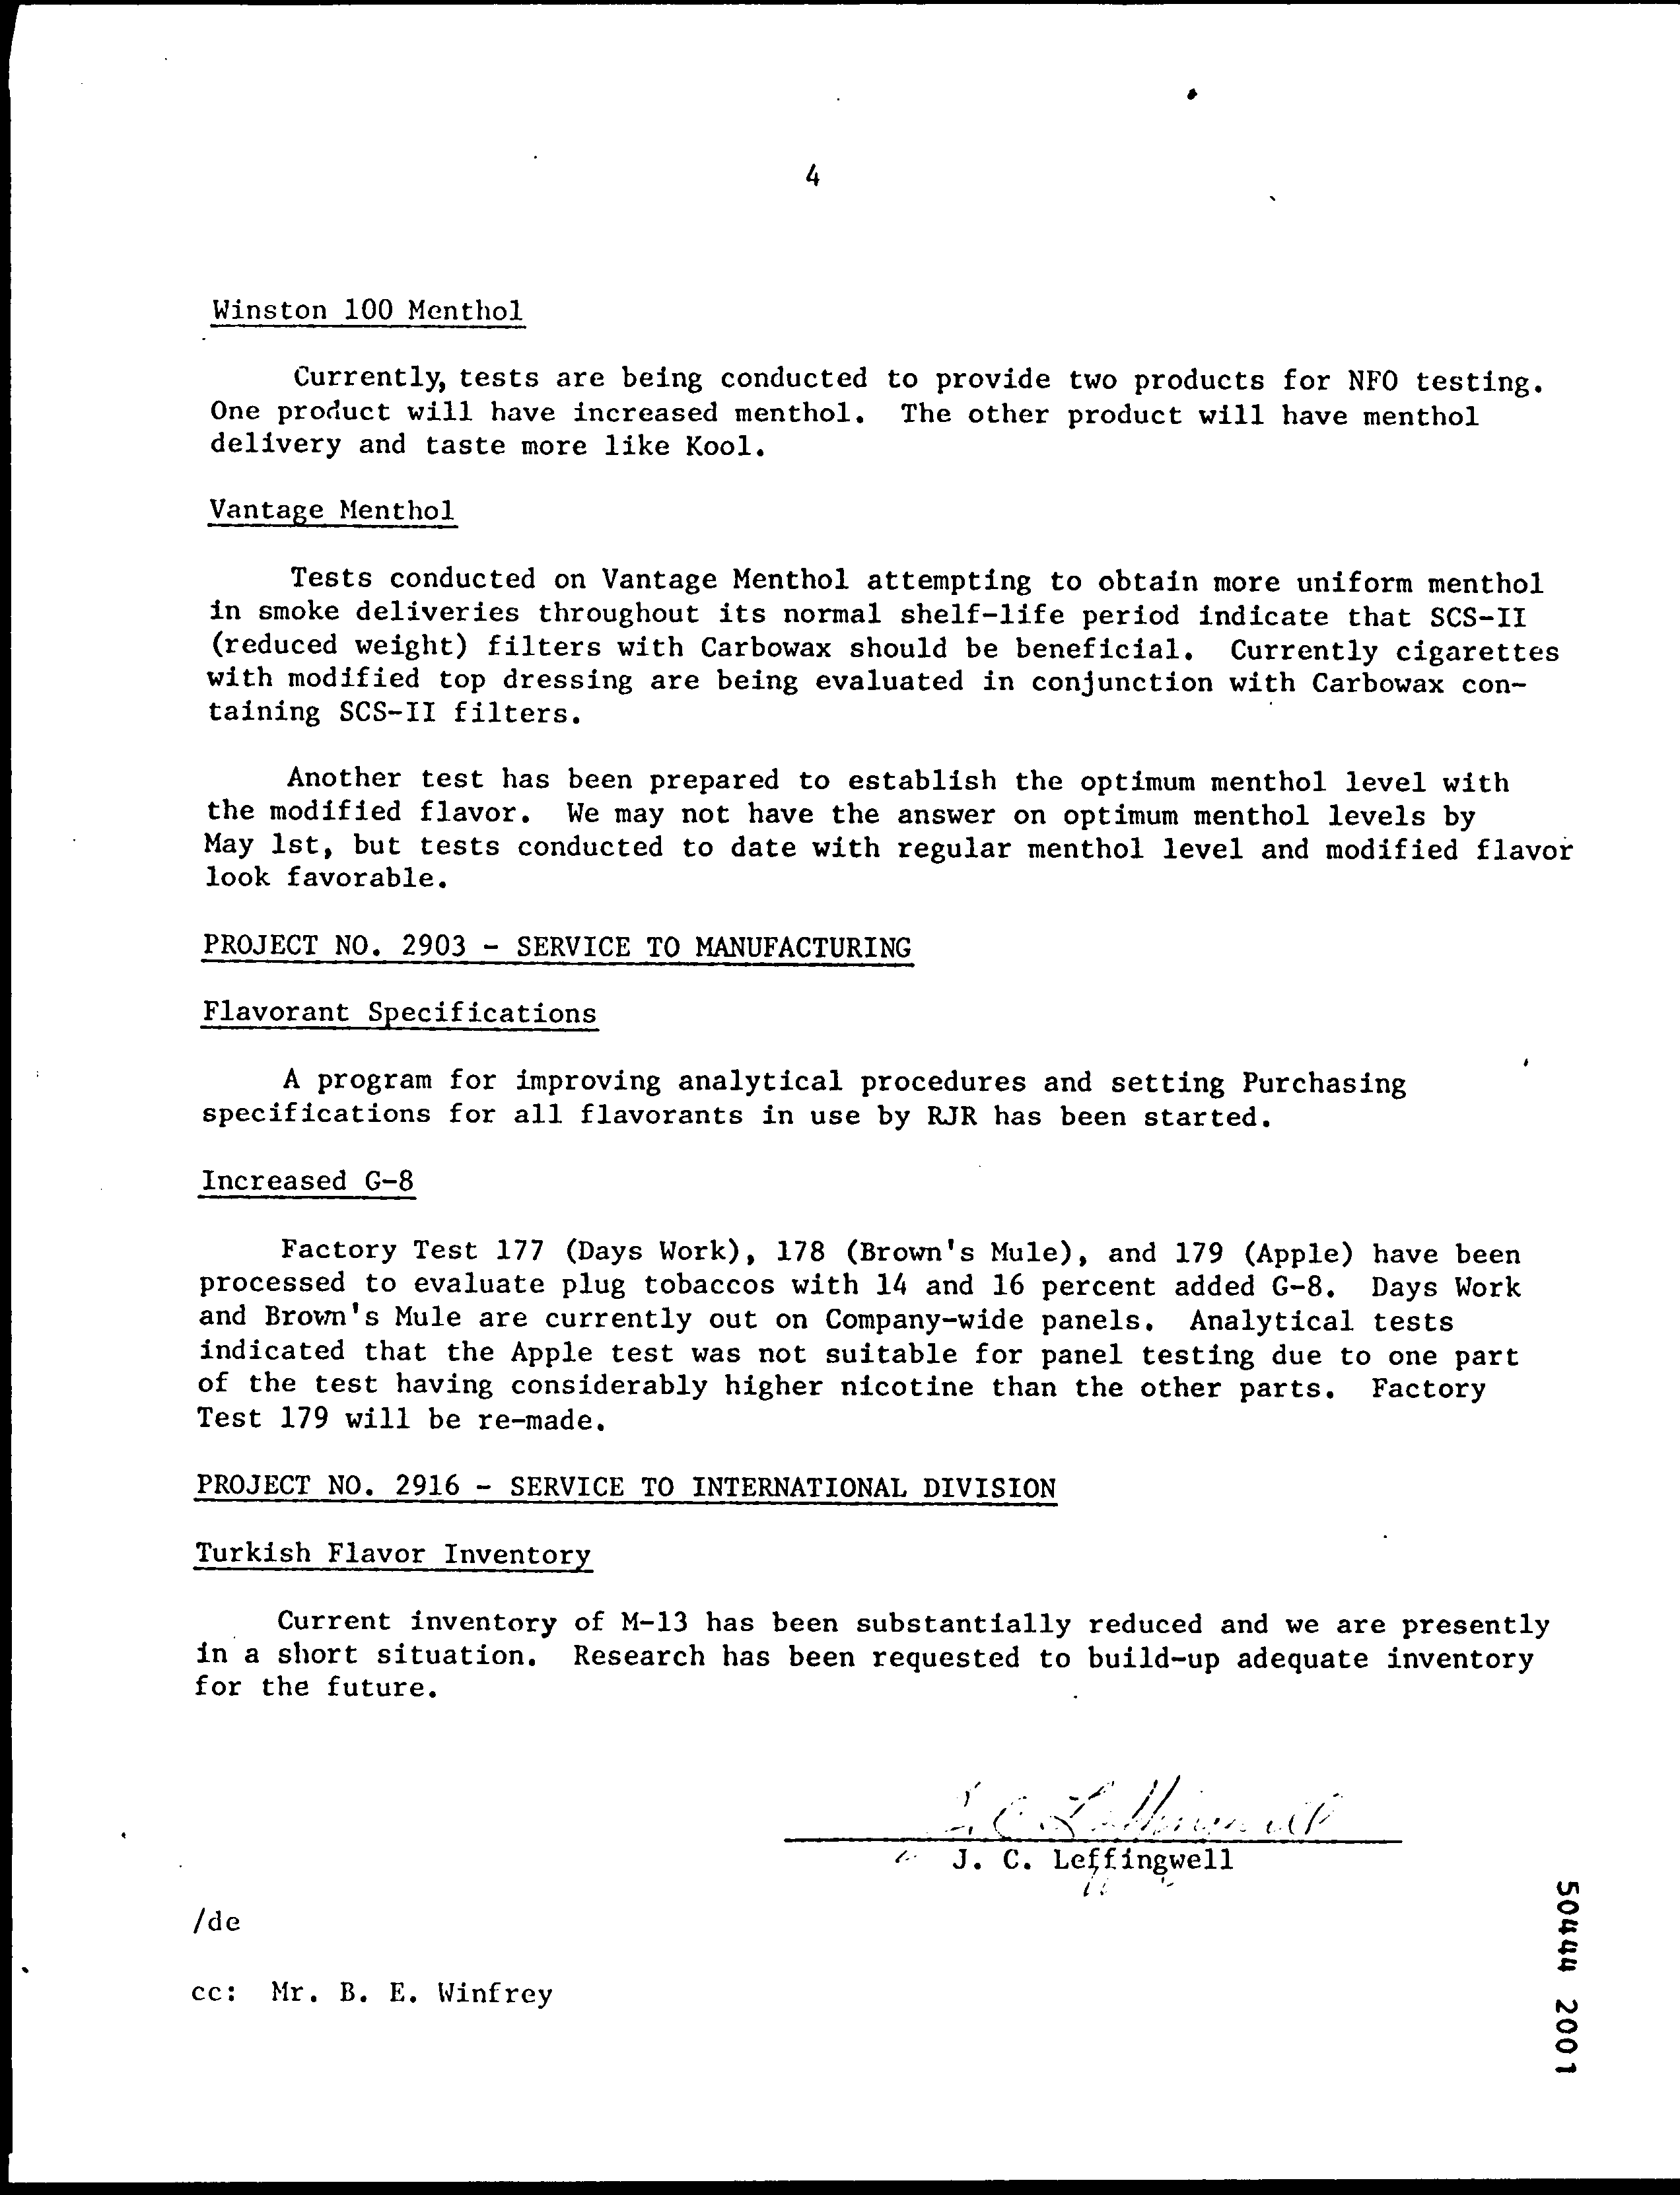 4
Winston 100 Menthol
Currently, tests are being conducted to provide two products for NFO testing.
One product will have increased menthol. The other product will have menthol
delivery and taste more like Kool.
Vantage Menthol
Tests conducted on Vantage Menthol attempting to obtain more uniform menthol
in smoke deliveries throughout its normal shelf-life period indicate that SCS-II
(reduced weight) filters with Carbowax should be beneficial. Currently cigarettes
with modified top dressing are being evaluated in conjunction with Carbowax con-
taining SCS-II filters.
Another test has been prepared to establish the optimum menthol level with
the modified flavor. We may not have the answer on optimum menthol levels by
May 1st, but tests conducted to date with regular menthol level and modified flavor
look favorable.
PROJECT NO. 2903 - SERVICE TO MANUFACTURING
Flavorant Specifications
A program for improving analytical procedures and setting Purchasing
specifications for all flavorants in use by RJR has been started.
Increased G-8
Factory Test 177 (Days Work), 178 (Brown's Mule), and 179 (Apple) have been
processed to evaluate plug tobaccos with 14 and 16 percent added G-8. Days Work
and Brown's Mule are currently out on Company-wide panels. Analytical tests
indicated that the Apple test was not suitable for panel testing due to one part
of the test having considerably higher nicotine than the other parts. Factory
Test 179 will be re-made.
PROJECT NO. 2916 - SERVICE TO INTERNATIONAL DIVISION
Turkish Flavor Inventory
Current inventory of M-13 has been substantially reduced and we are presently
in a short situation. Research has been requested to build-up adequate inventory
for the future.
J C Leffingwell
J. C. Leffingwell
/de
cc: Mr. B. E. Winfrey
50444 2001